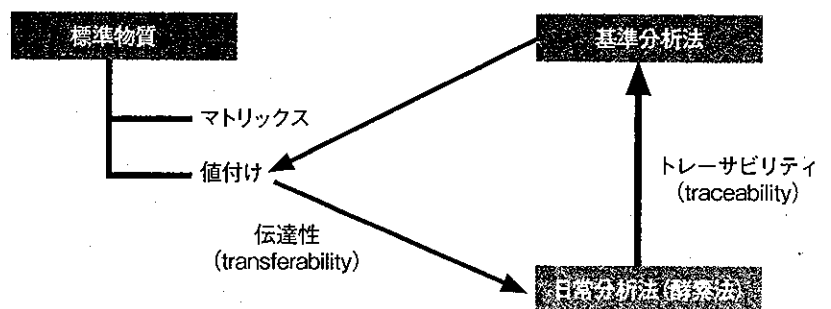 標準物質
基準分析法
マトリックス
値付け
伝達性
(transferability)
トレーサビリティ
(traceability)
日常分析法(酵素法)